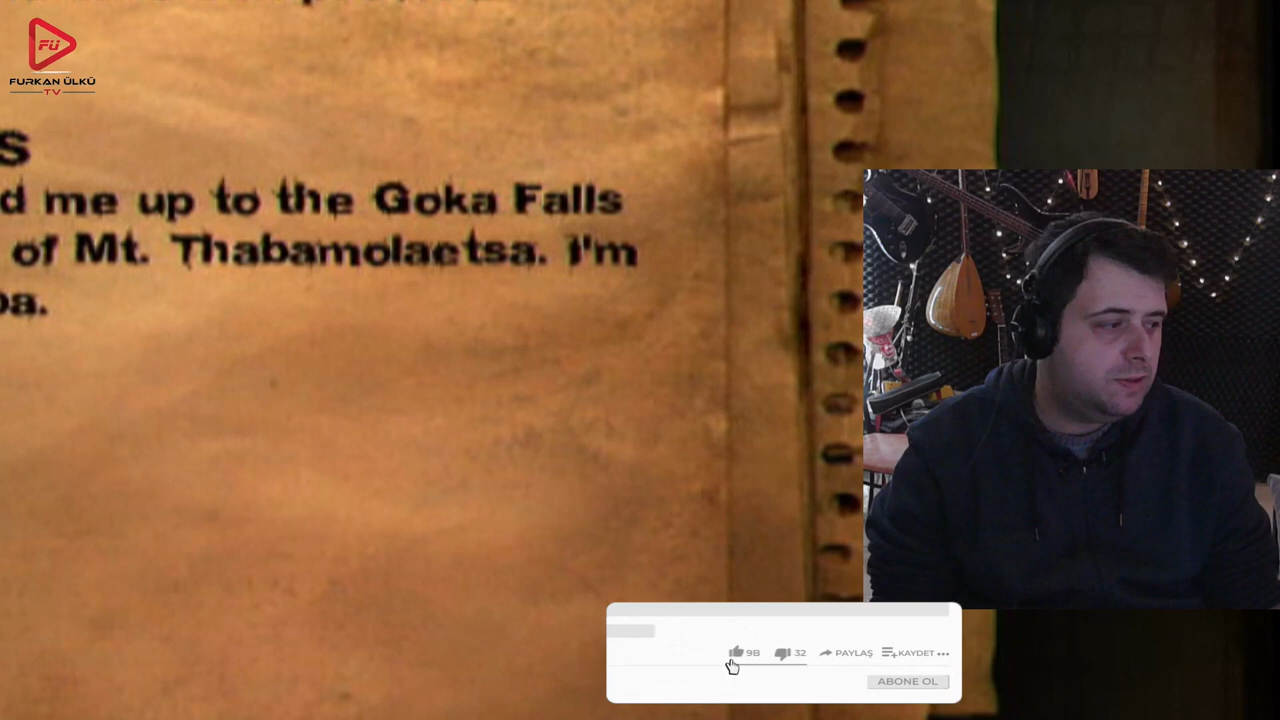 FÜ
FURKAN ÜLKÜ
TV
s
d me up to the Goka Falls
of Mt. Thabamolaetsa. I'm
oa.
9B
32
PAYLAŞ
KAYDET
ABONE OL